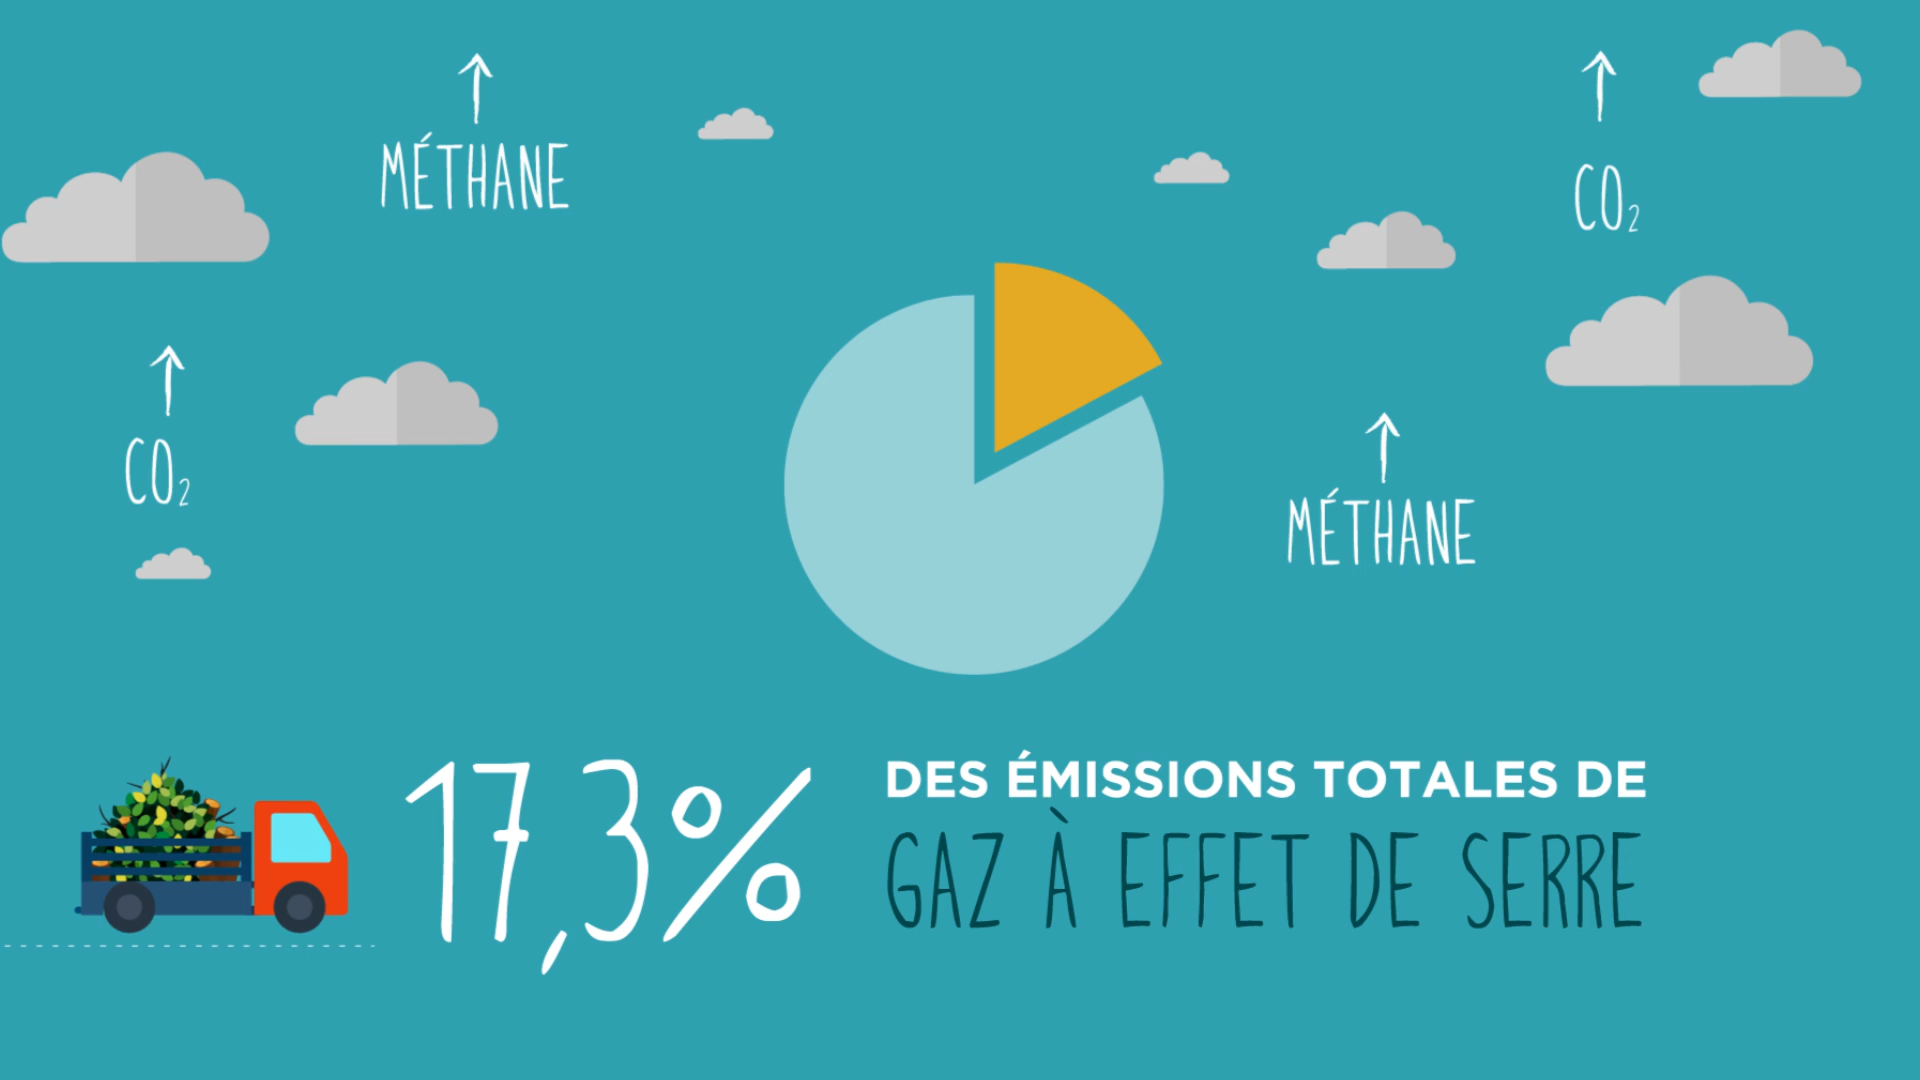 MÉTHANE
CO₂
CO₂
MÉTHANE
17,3%
DES ÉMISSIONS TOTALES DE
GAZ À EFFET DE SERRE